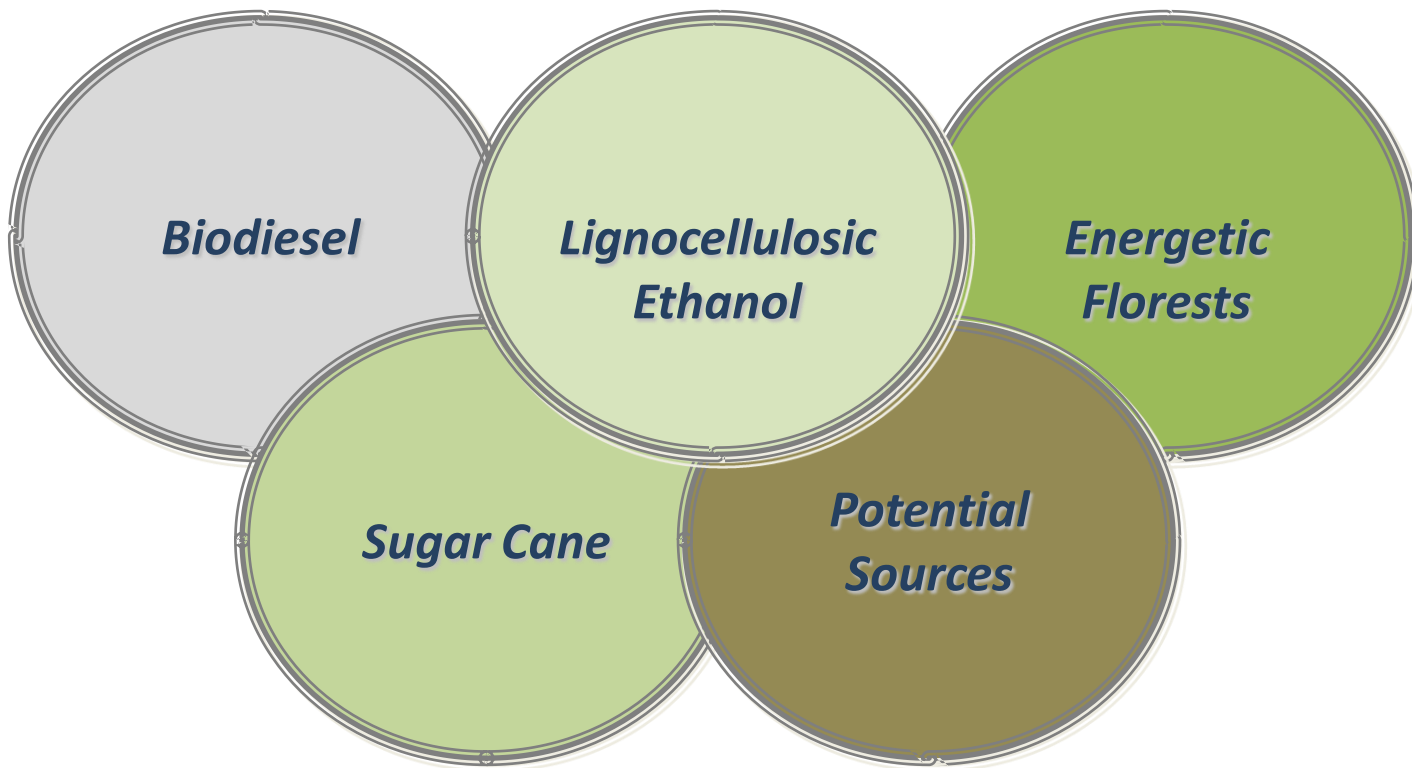 Biodiesel
Lignocellulosic
Ethanol
Energetic
Florests
Sugar Cane
Potential
Sources